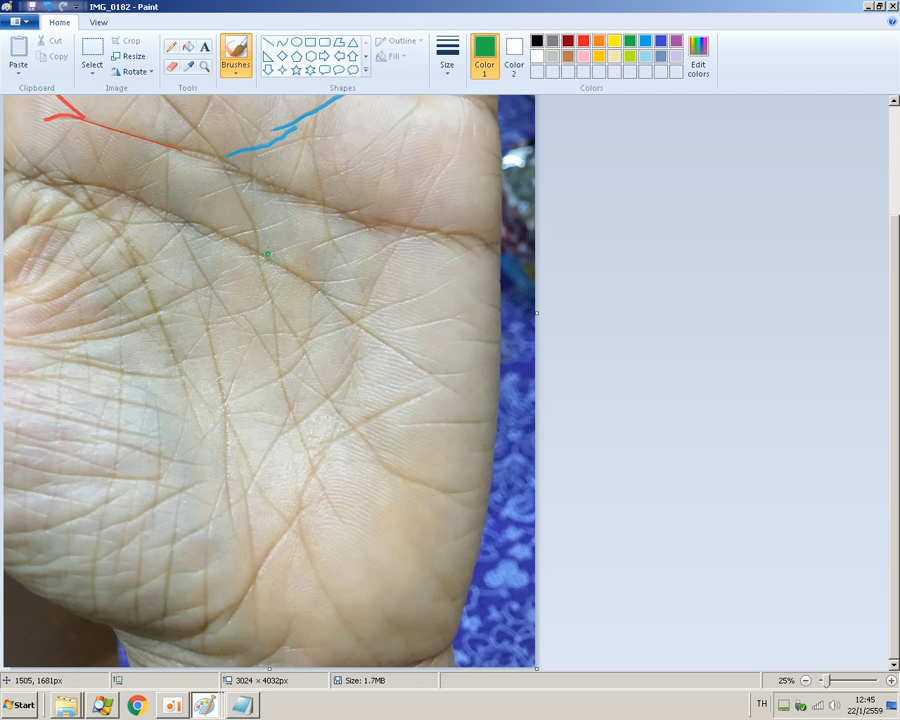 IMG_0182 - Paint
Home
View
Paste
Cut
Copy
Clipboard
Select
Crop
Resize
Rotate
Image
A
Tools
Brushes
Outline
Fill
Shapes
Size
Color 1
Color 2
Edit colors
Colors
1505, 1681px
3024 × 4032px
Size: 1.7MB
25%
Start
TH
12:45
22/1/2559